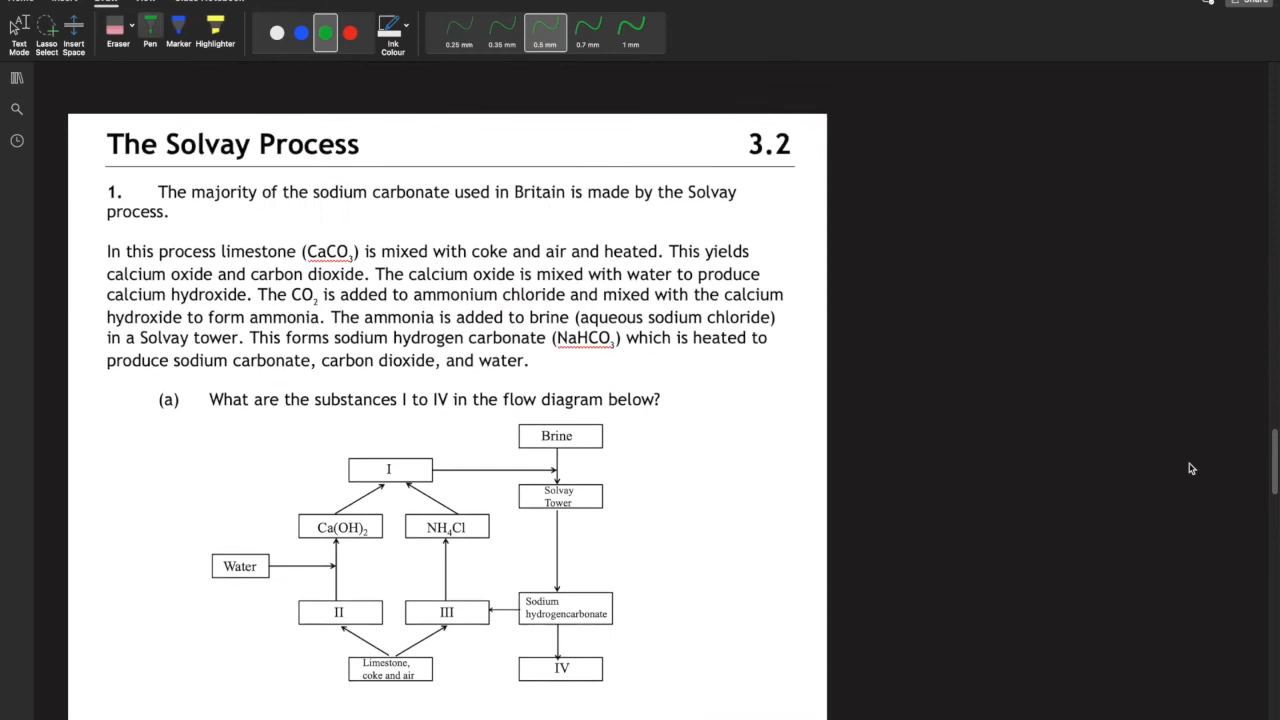 Text Mode
Lasso Select
Insert Space
Eraser
Pen
Marker
Highlighter
Ink Colour
0.25 mm
0.35 mm
0.5 mm
0.7 mm
1 mm
The Solvay Process 3.2
1. The majority of the sodium carbonate used in Britain is made by the Solvay
process.
In this process limestone (CaCO₃) is mixed with coke and air and heated. This yields
calcium oxide and carbon dioxide. The calcium oxide is mixed with water to produce
calcium hydroxide. The CO₂ is added to ammonium chloride and mixed with the calcium
hydroxide to form ammonia. The ammonia is added to brine (aqueous sodium chloride)
in a Solvay tower. This forms sodium hydrogen carbonate (NaHCO₃) which is heated to
produce sodium carbonate, carbon dioxide, and water.
(a) What are the substances I to IV in the flow diagram below?
Brine
I
Solvay
Tower
Ca(OH)₂
NH₄Cl
Water
Sodium
hydrogencarbonate
II
III
Limestone,
coke and air
IV